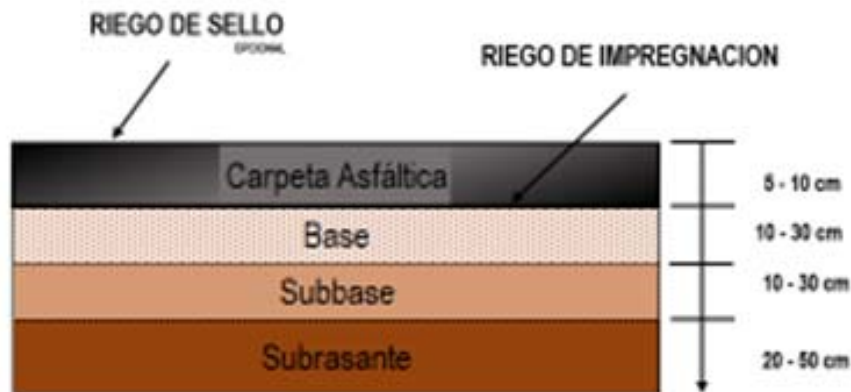 RIEGO DE SELLO
OPCIONAL
RIEGO DE IMPREGNACION
Carpeta Asfáltica
5 - 10 cm
Base
10 - 30 cm
Subbase
10 - 30 cm
Subrasante
20 - 50 cm